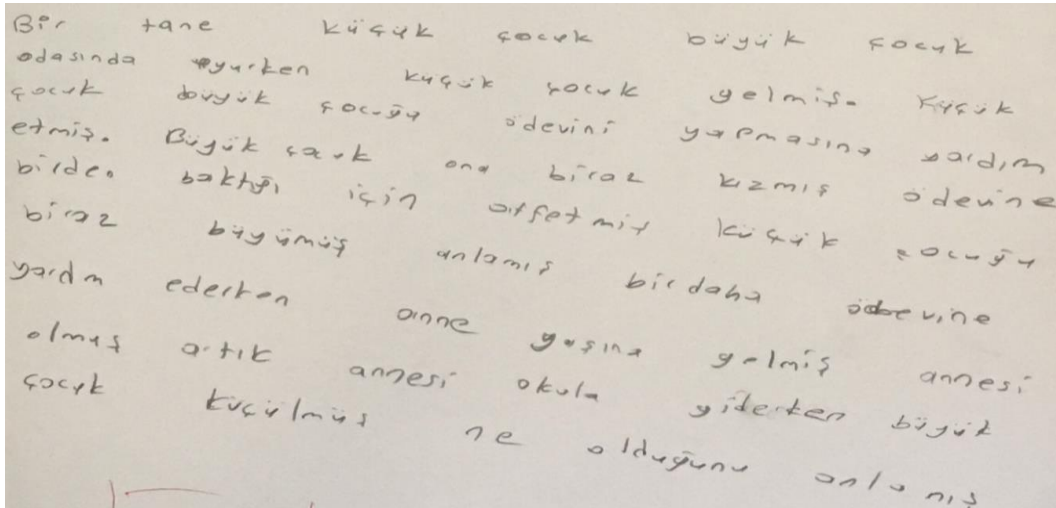 Bir tane küçük çocuk büyük çocuk
odasında uyurken küçük çocuk gelmiş. Küçük
çocuk büyük çocuğu ödevini yapmasına yardım
etmiş. Büyük çocuk ona biraz kızmış ödevine
birden baktığı için affetmiş küçük çocuğu
biraz büyümüş anlamış birdaha ödevine
yardım ederken anne yaşına gelmiş annesi
olmuş artık annesi okula giderken büyük
çocuk küçülmüş ne olduğunu anlamış